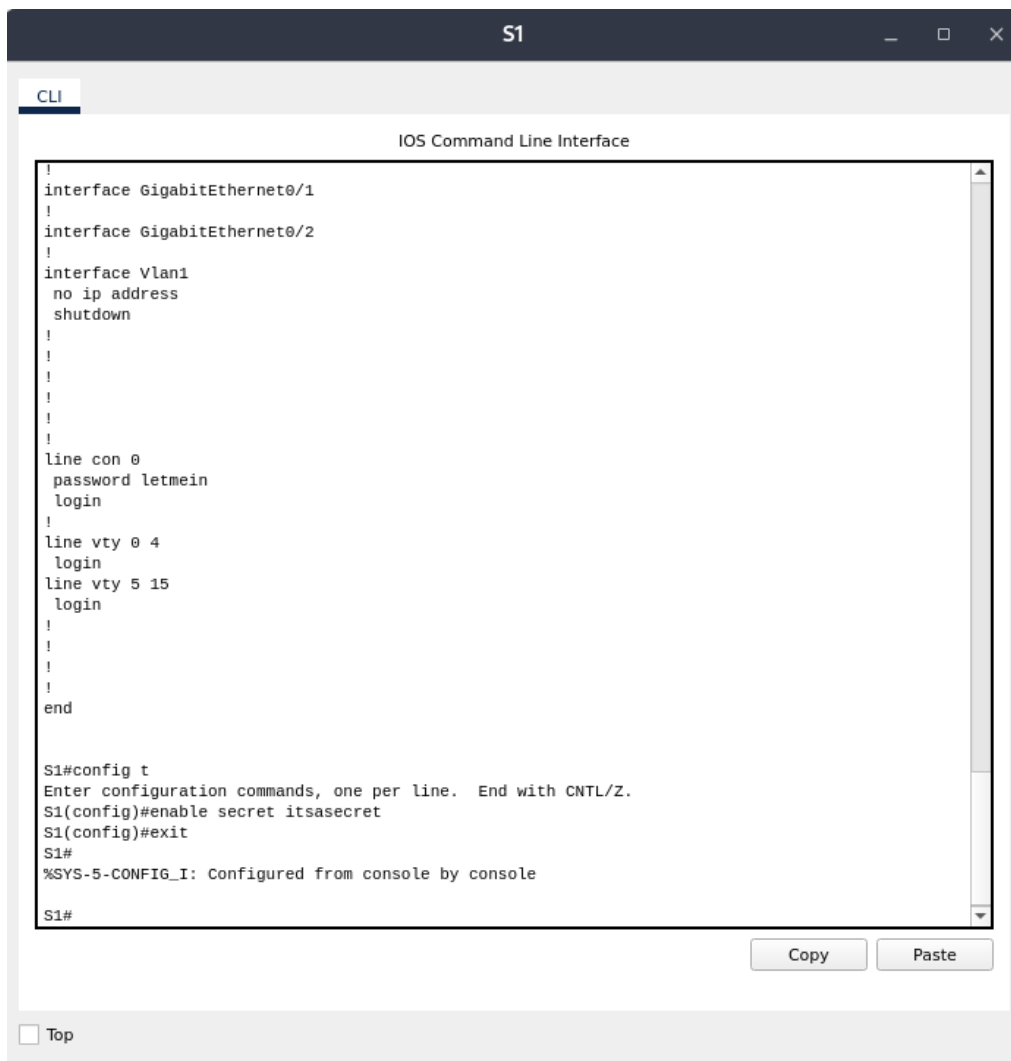 S1
CLI
IOS Command Line Interface
!
interface GigabitEthernet0/1
!
interface GigabitEthernet0/2
!
interface Vlan1
 no ip address
 shutdown
!
!
!
!
!
!
line con 0
 password letmein
 login
!
line vty 0 4
 login
line vty 5 15
 login
!
!
!
!
end
S1#config t
Enter configuration commands, one per line.  End with CNTL/Z.
S1(config)#enable secret itsasecret
S1(config)#exit
S1#
%SYS-5-CONFIG_I: Configured from console by console
S1#
Copy Paste
Top